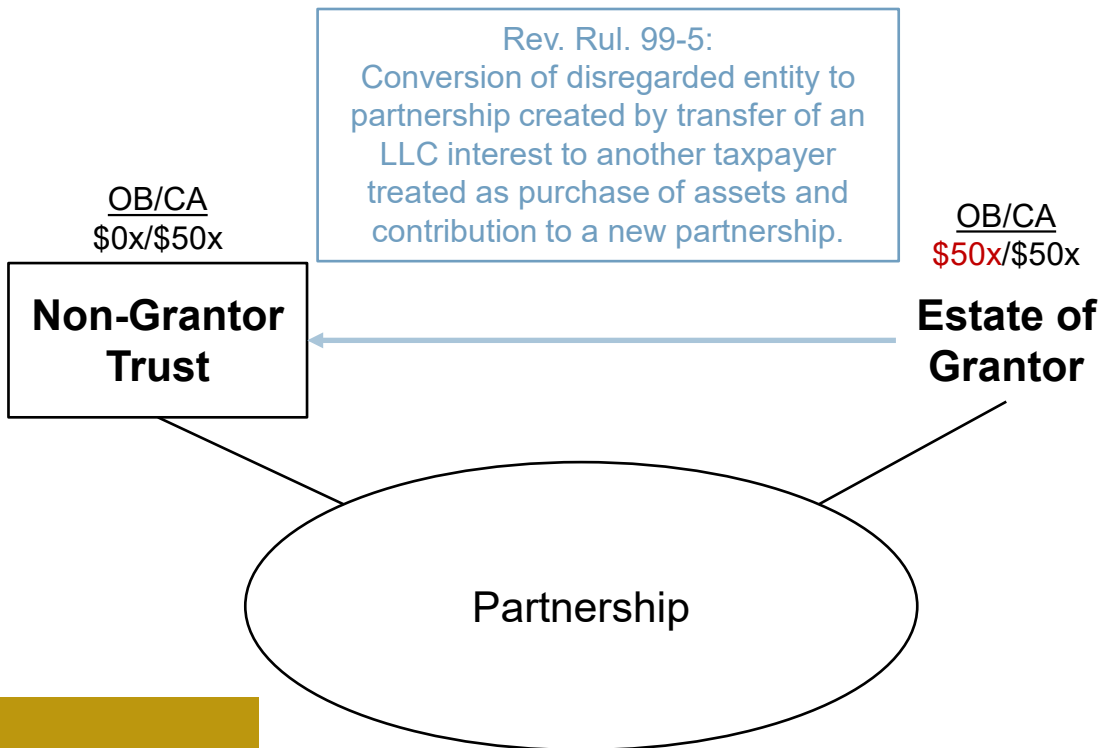 Rev. Rul. 99-5:
Conversion of disregarded entity to
partnership created by transfer of an
LLC interest to another taxpayer
treated as purchase of assets and
contribution to a new partnership.
OB/CA
$0x/$50x
Non-Grantor
Trust
OB/CA
$50x/$50x
Estate of
Grantor
Partnership